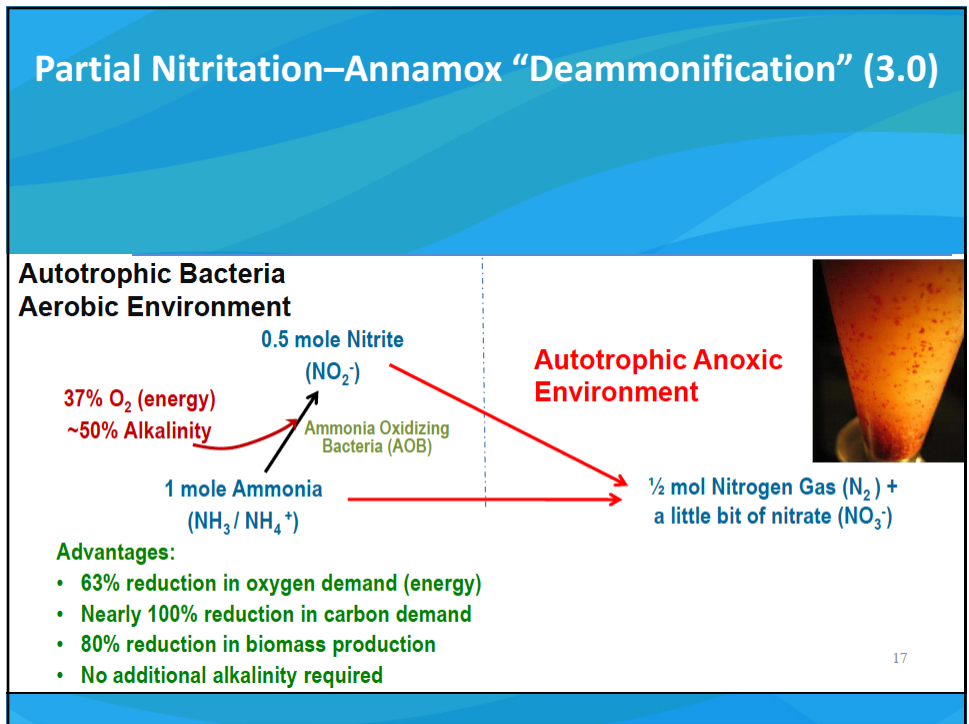 Partial Nitritation–Annamox “Deammonification” (3.0)
Autotrophic Bacteria
Aerobic Environment
0.5 mole Nitrite
(NO₂⁻)
37% O₂ (energy)
~50% Alkalinity
Ammonia Oxidizing
Bacteria (AOB)
1 mole Ammonia
(NH₃ / NH₄⁺)
Autotrophic Anoxic
Environment
½ mol Nitrogen Gas (N₂ ) +
a little bit of nitrate (NO₃⁻)
Advantages:
• 63% reduction in oxygen demand (energy)
• Nearly 100% reduction in carbon demand
• 80% reduction in biomass production
• No additional alkalinity required
17